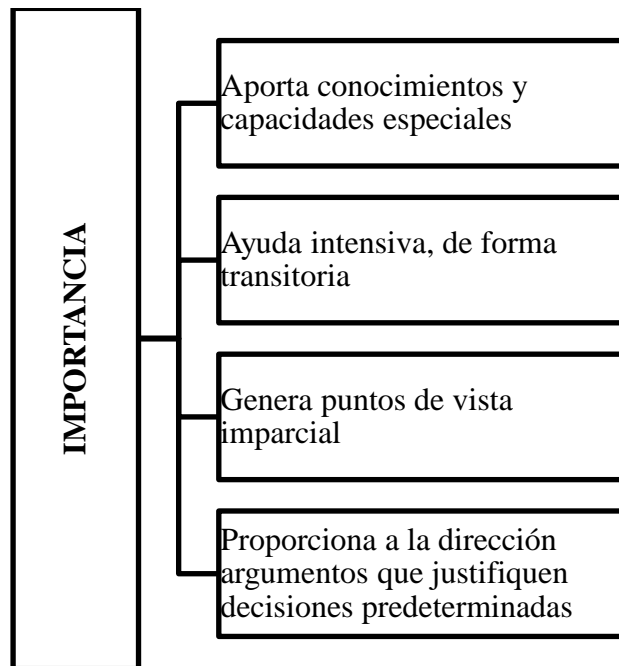 IMPORTANCIA
Aporta conocimientos y
capacidades especiales
Ayuda intensiva, de forma
transitoria
Genera puntos de vista
imparcial
Proporciona a la dirección
argumentos que justifiquen
decisiones predeterminadas